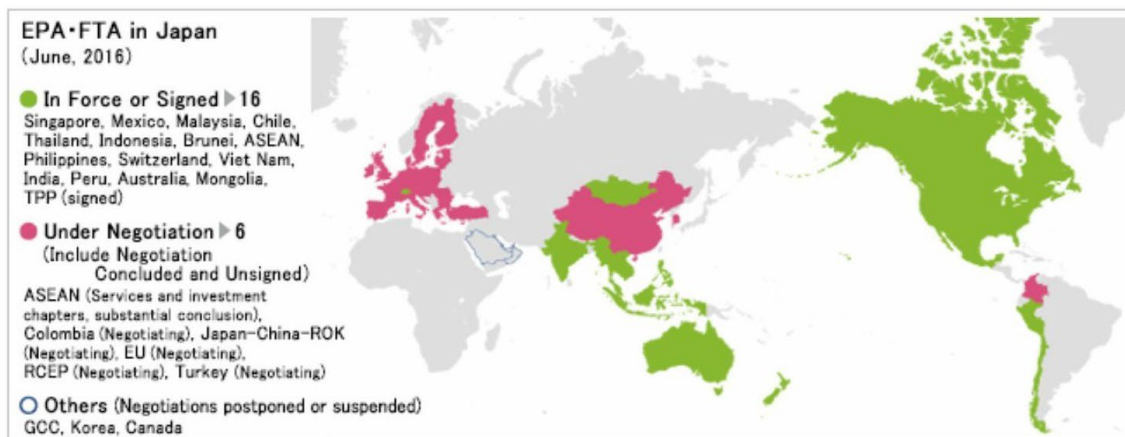 EPA・FTA in Japan
(June, 2016)
In Force or Signed ▶ 16
Singapore, Mexico, Malaysia, Chile,
Thailand, Indonesia, Brunei, ASEAN,
Philippines, Switzerland, Viet Nam,
India, Peru, Australia, Mongolia,
TPP (signed)
Under Negotiation ▶ 6
(Include Negotiation
Concluded and Unsigned)
ASEAN (Services and investment
chapters, substantial conclusion),
Colombia (Negotiating), Japan-China-ROK
(Negotiating), EU (Negotiating),
RCEP (Negotiating), Turkey (Negotiating)
Others (Negotiations postponed or suspended)
GCC, Korea, Canada